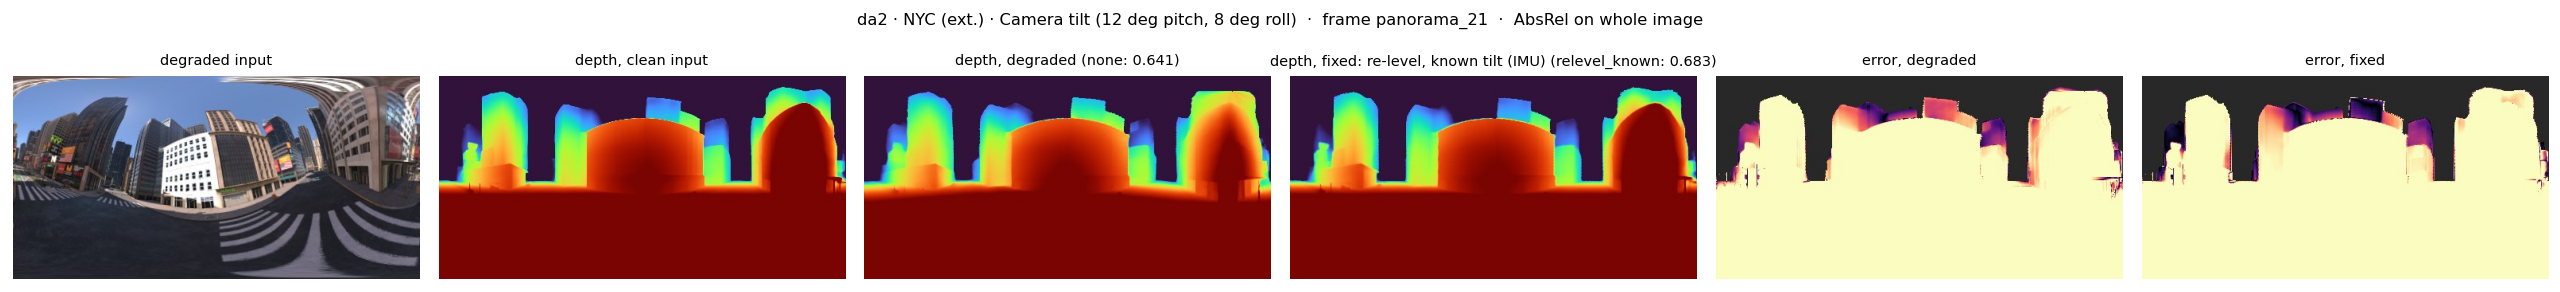 da2 · NYC (ext.) · Camera tilt (12 deg pitch, 8 deg roll)  ·  frame panorama_21  ·  AbsRel on whole image
degraded input
depth, clean input
depth, degraded (none: 0.641)
depth, fixed: re-level, known tilt (IMU) (relevel_known: 0.683)
error, degraded
error, fixed